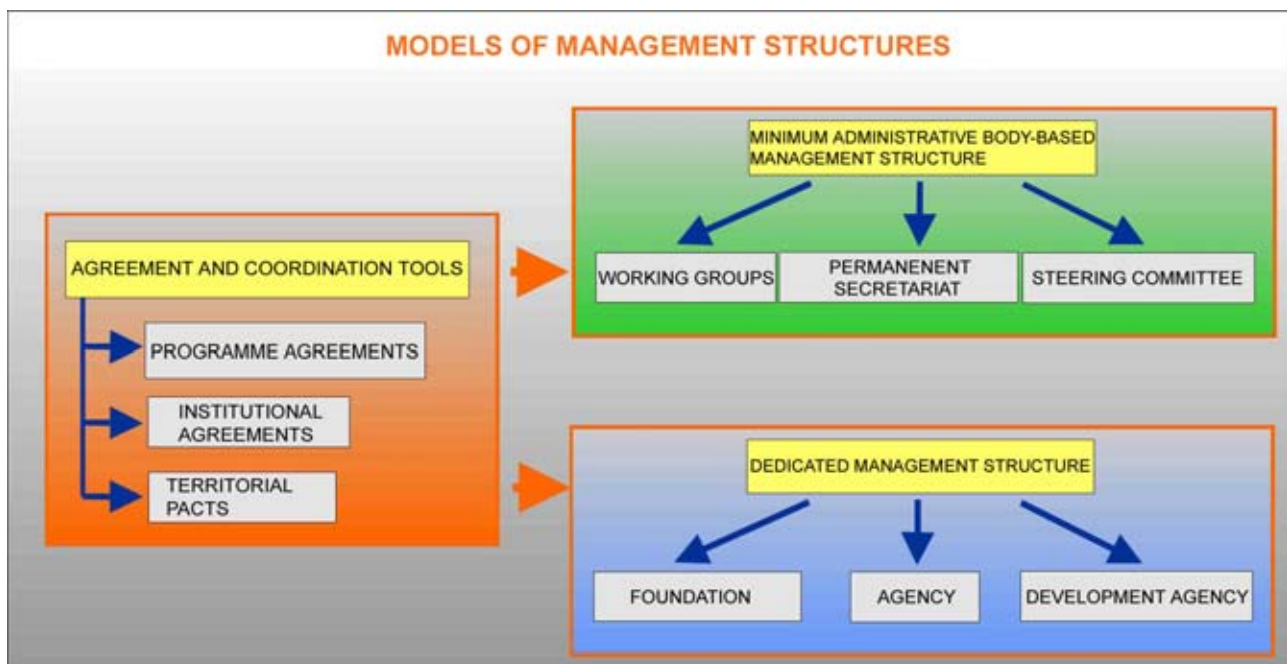 MODELS OF MANAGEMENT STRUCTURES
AGREEMENT AND COORDINATION TOOLS
PROGRAMME AGREEMENTS
INSTITUTIONAL
AGREEMENTS
TERRITORIAL
PACTS
MINIMUM ADMINISTRATIVE BODY-BASED
MANAGEMENT STRUCTURE
WORKING GROUPS
PERMANENENT
SECRETARIAT
STEERING COMMITTEE
DEDICATED MANAGEMENT STRUCTURE
FOUNDATION
AGENCY
DEVELOPMENT AGENCY